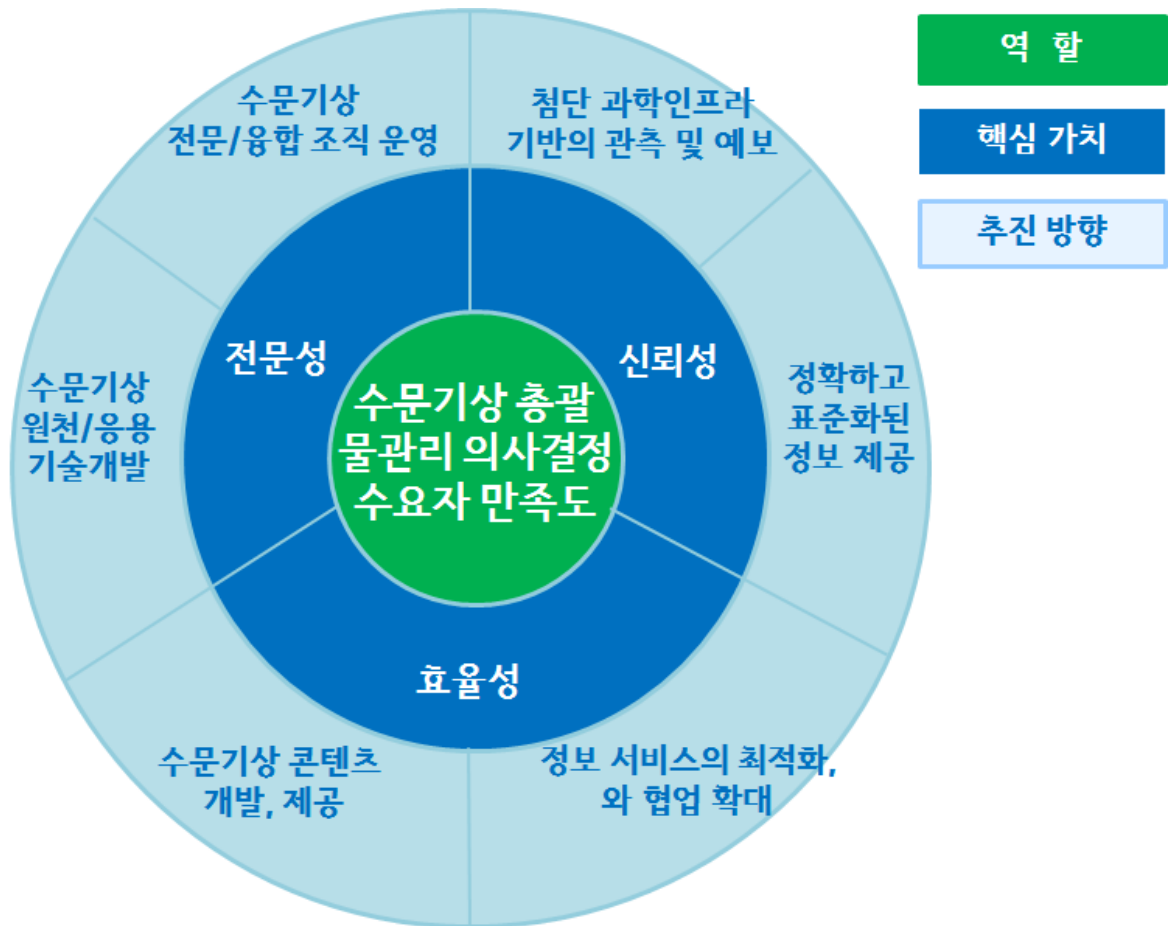 수문기상
전문/융합 조직 운영
첨단 과학인프라
기반의 관측 및 예보
역 할
핵심 가치
추진 방향
전문성
신뢰성
수문기상 총괄
물관리 의사결정
수요자 만족도
수문기상
원천/응용
기술개발
정확하고
표준화된
정보 제공
효율성
수문기상 콘텐츠
개발, 제공
정보 서비스의 최적화,
와 협업 확대